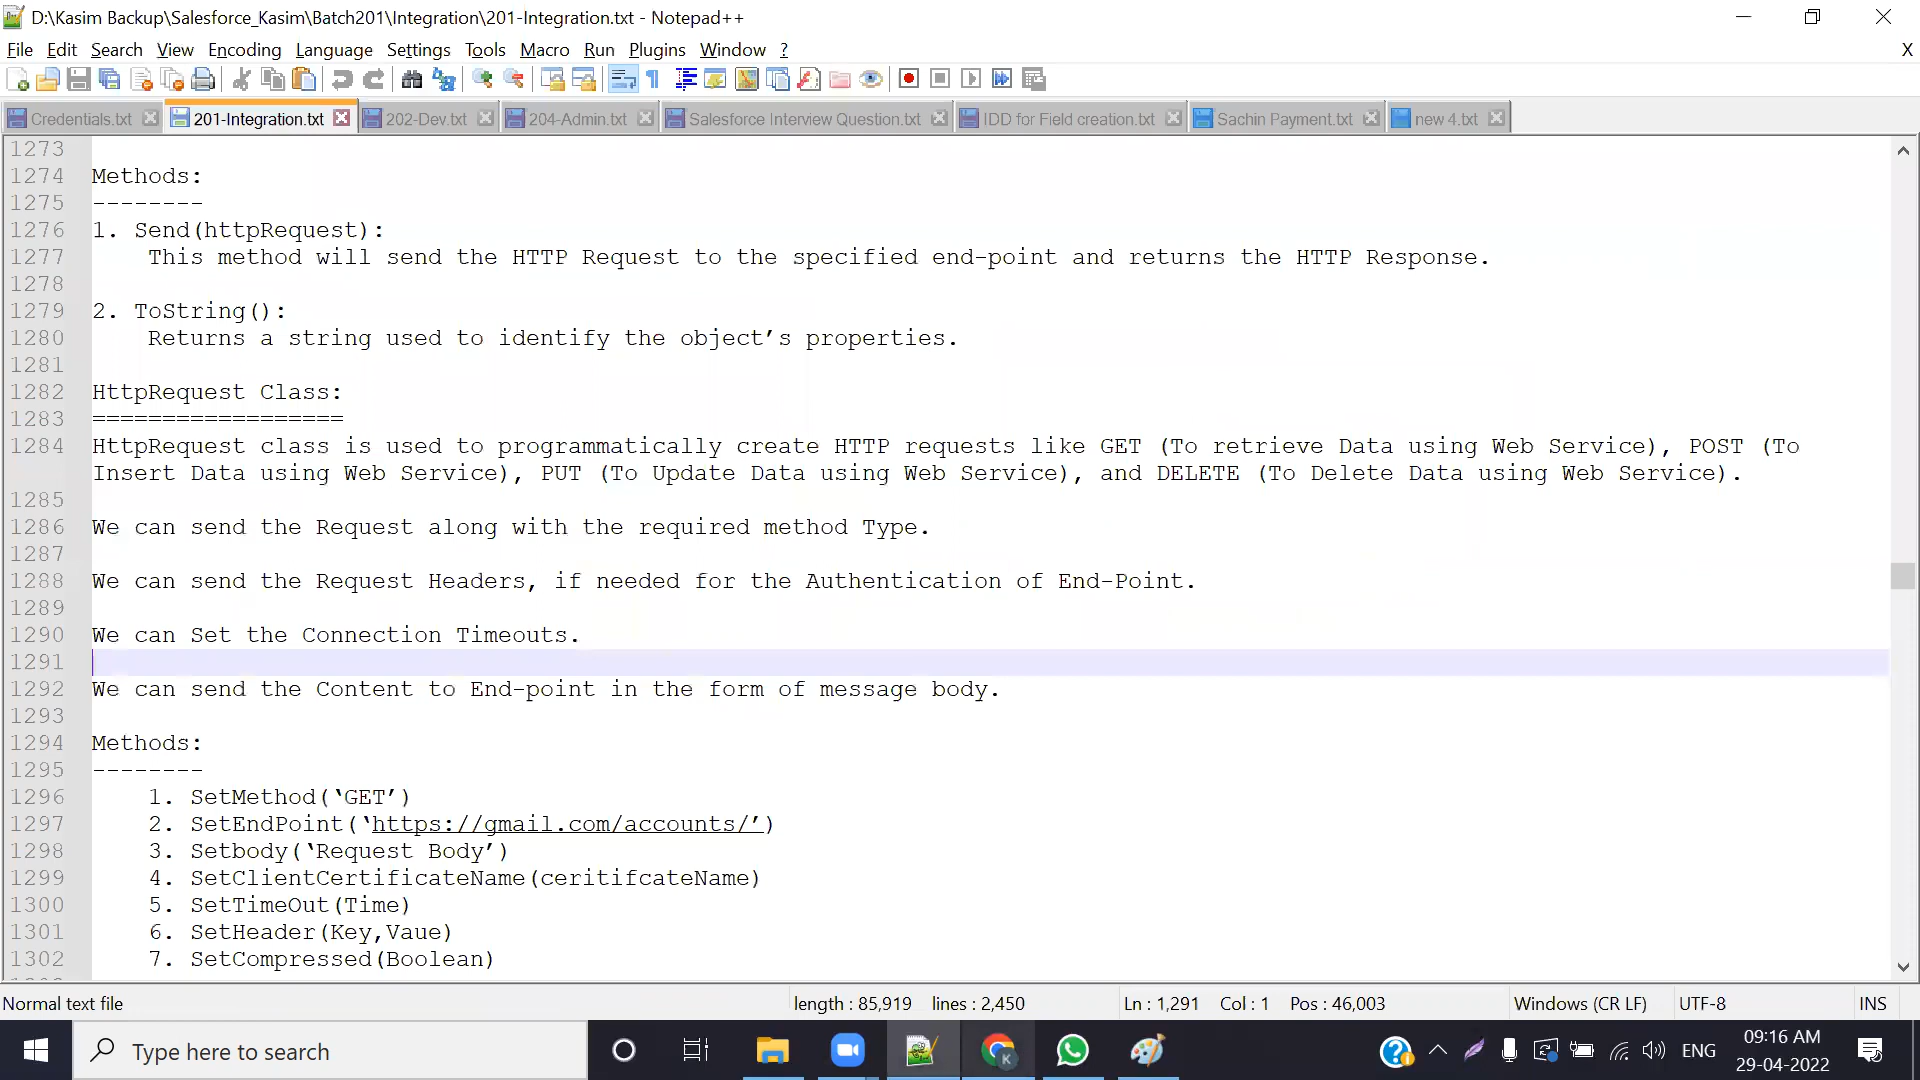 D:\Kasim Backup\Salesforce_Kasim\Batch201\Integration\201-Integration.txt - Notepad++
File Edit Search View Encoding Language Settings Tools Macro Run Plugins Window ? X
Credentials.txt 201-Integration.txt 202-Dev.txt 204-Admin.txt Salesforce Interview Question.txt IDD for Field creation.txt Sachin Payment.txt new 4.txt
1273
1274 Methods:
1275 --------
1276 1. Send(httpRequest):
1277 This method will send the HTTP Request to the specified end-point and returns the HTTP Response.
1278
1279 2. ToString():
1280 Returns a string used to identify the object’s properties.
1281
1282 HttpRequest Class:
1283 ==================
1284 HttpRequest class is used to programmatically create HTTP requests like GET (To retrieve Data using Web Service), POST (To
Insert Data using Web Service), PUT (To Update Data using Web Service), and DELETE (To Delete Data using Web Service).
1285
1286 We can send the Request along with the required method Type.
1287
1288 We can send the Request Headers, if needed for the Authentication of End-Point.
1289
1290 We can Set the Connection Timeouts.
1291
1292 We can send the Content to End-point in the form of message body.
1293
1294 Methods:
1295 --------
1296 1. SetMethod(‘GET’)
1297 2. SetEndPoint(‘https://gmail.com/accounts/’)
1298 3. Setbody(‘Request Body’)
1299 4. SetClientCertificateName(ceritifcateName)
1300 5. SetTimeOut(Time)
1301 6. SetHeader(Key,Vaue)
1302 7. SetCompressed(Boolean)
Normal text file length : 85,919 lines : 2,450 Ln : 1,291 Col : 1 Pos : 46,003 Windows (CR LF) UTF-8 INS
Type here to search ENG 09:16 AM
29-04-2022